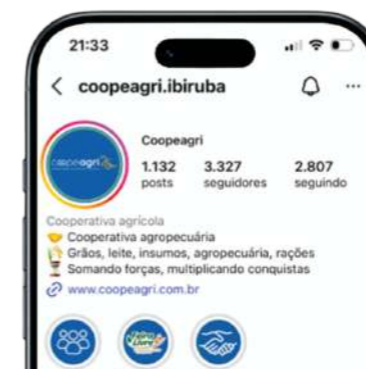 21:33
coopeagri.ibiruba
coopeagri
Coopeagri
1.132 3.327 2.807
posts seguidores seguindo
Cooperativa agrícola
Cooperativa agropecuária
Grãos, leite, insumos, agropecuária, rações
Somando forças, multiplicando conquistas
www.coopeagri.com.br